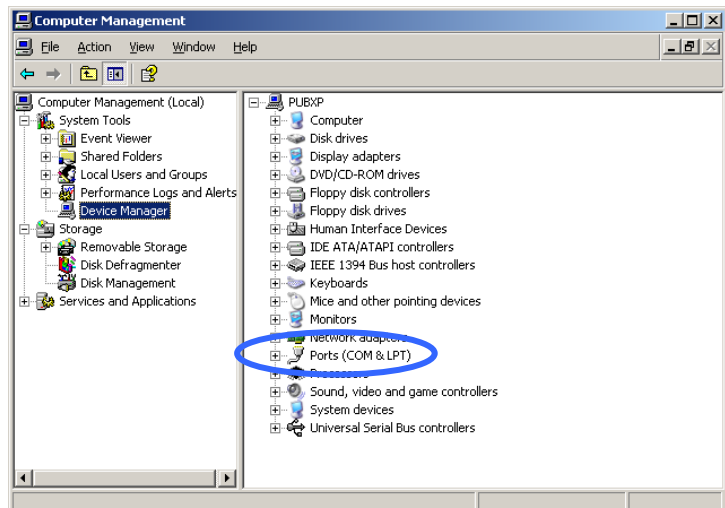 Computer Management
File Action View Window Help
Computer Management (Local)
System Tools
Event Viewer
Shared Folders
Local Users and Groups
Performance Logs and Alerts
Device Manager
Storage
Removable Storage
Disk Defragmenter
Disk Management
Services and Applications
PUBXP
Computer
Disk drives
Display adapters
DVD/CD-ROM drives
Floppy disk controllers
Floppy disk drives
Human Interface Devices
IDE ATA/ATAPI controllers
IEEE 1394 Bus host controllers
Keyboards
Mice and other pointing devices
Monitors
Network adapters
Ports (COM & LPT)
Processors
Sound, video and game controllers
System devices
Universal Serial Bus controllers